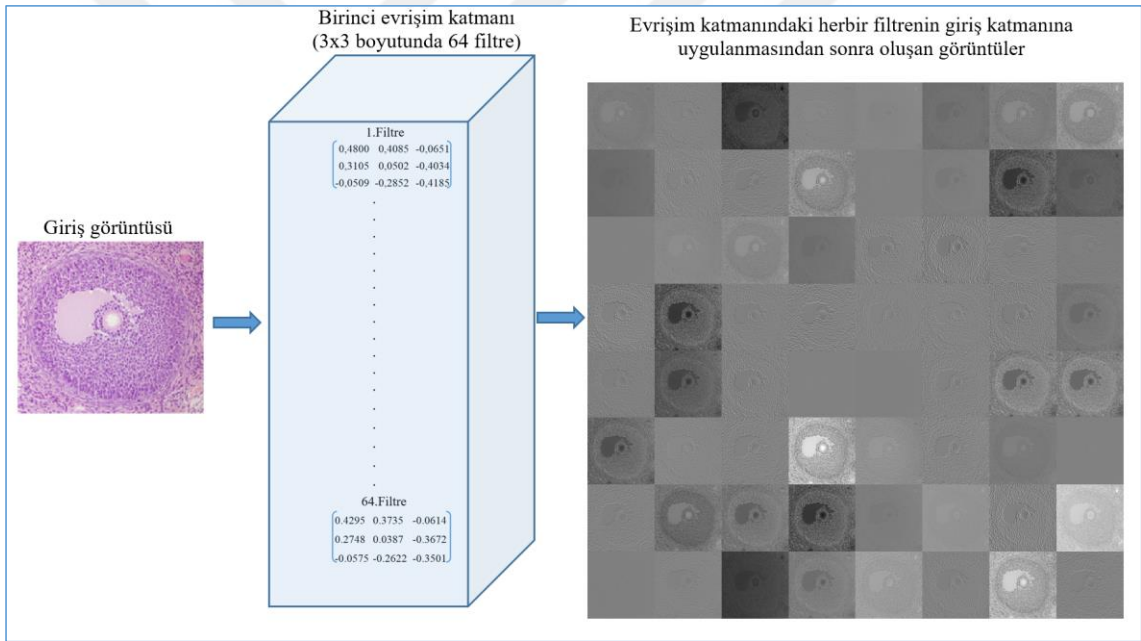 Birinci evrişim katmanı
(3x3 boyutunda 64 filtre)
Evrişim katmanındaki herbir filtrenin giriş katmanına
uygulanmasından sonra oluşan görüntüler
Giriş görüntüsü
1.Filtre
0,4800 0,4085 -0,0651
0,3105 0,0502 -0,4034
-0,0509 -0,2852 -0,4185
64.Filtre
0.4295 0.3735 -0.0614
0.2748 0.0387 -0.3672
-0.0575 -0.2622 -0.3501